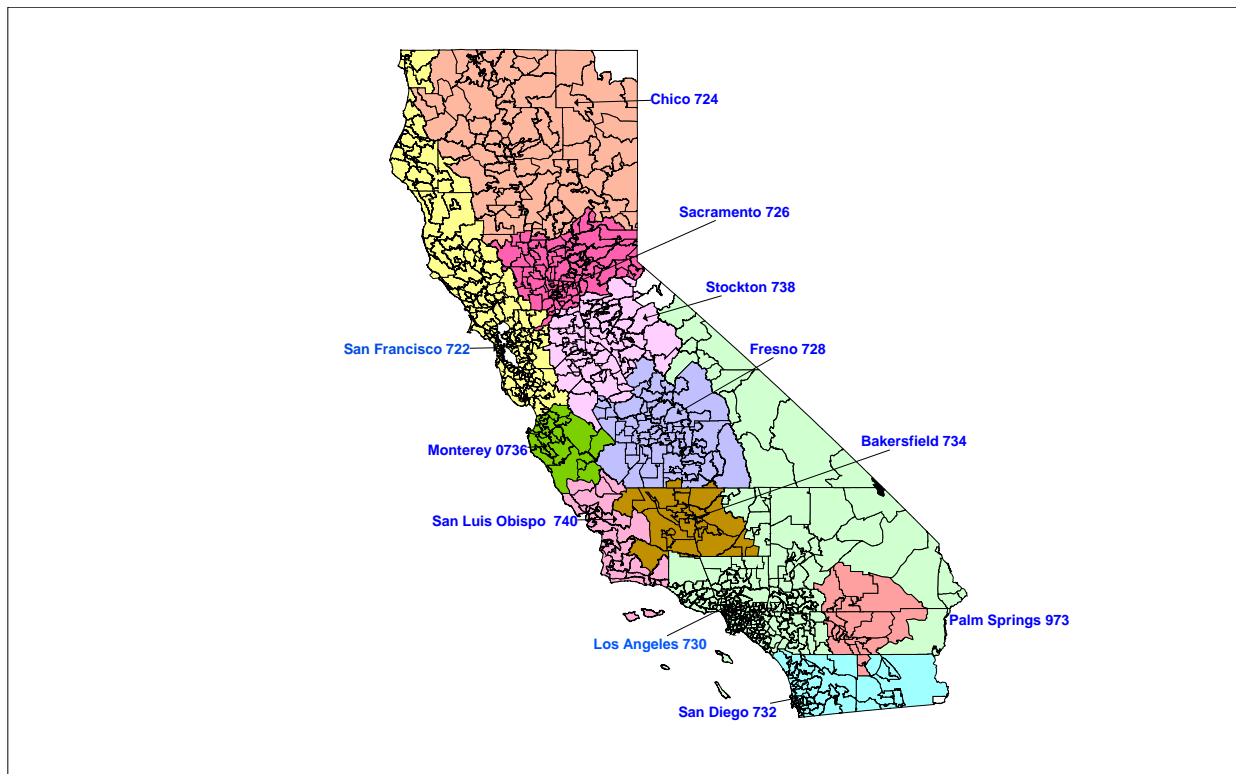 Chico 724
Sacramento 726
Stockton 738
San Francisco 722
Fresno 728
Bakersfield 734
Monterey 0736
San Luis Obispo  740
Palm Springs 973
Los Angeles 730
San Diego 732